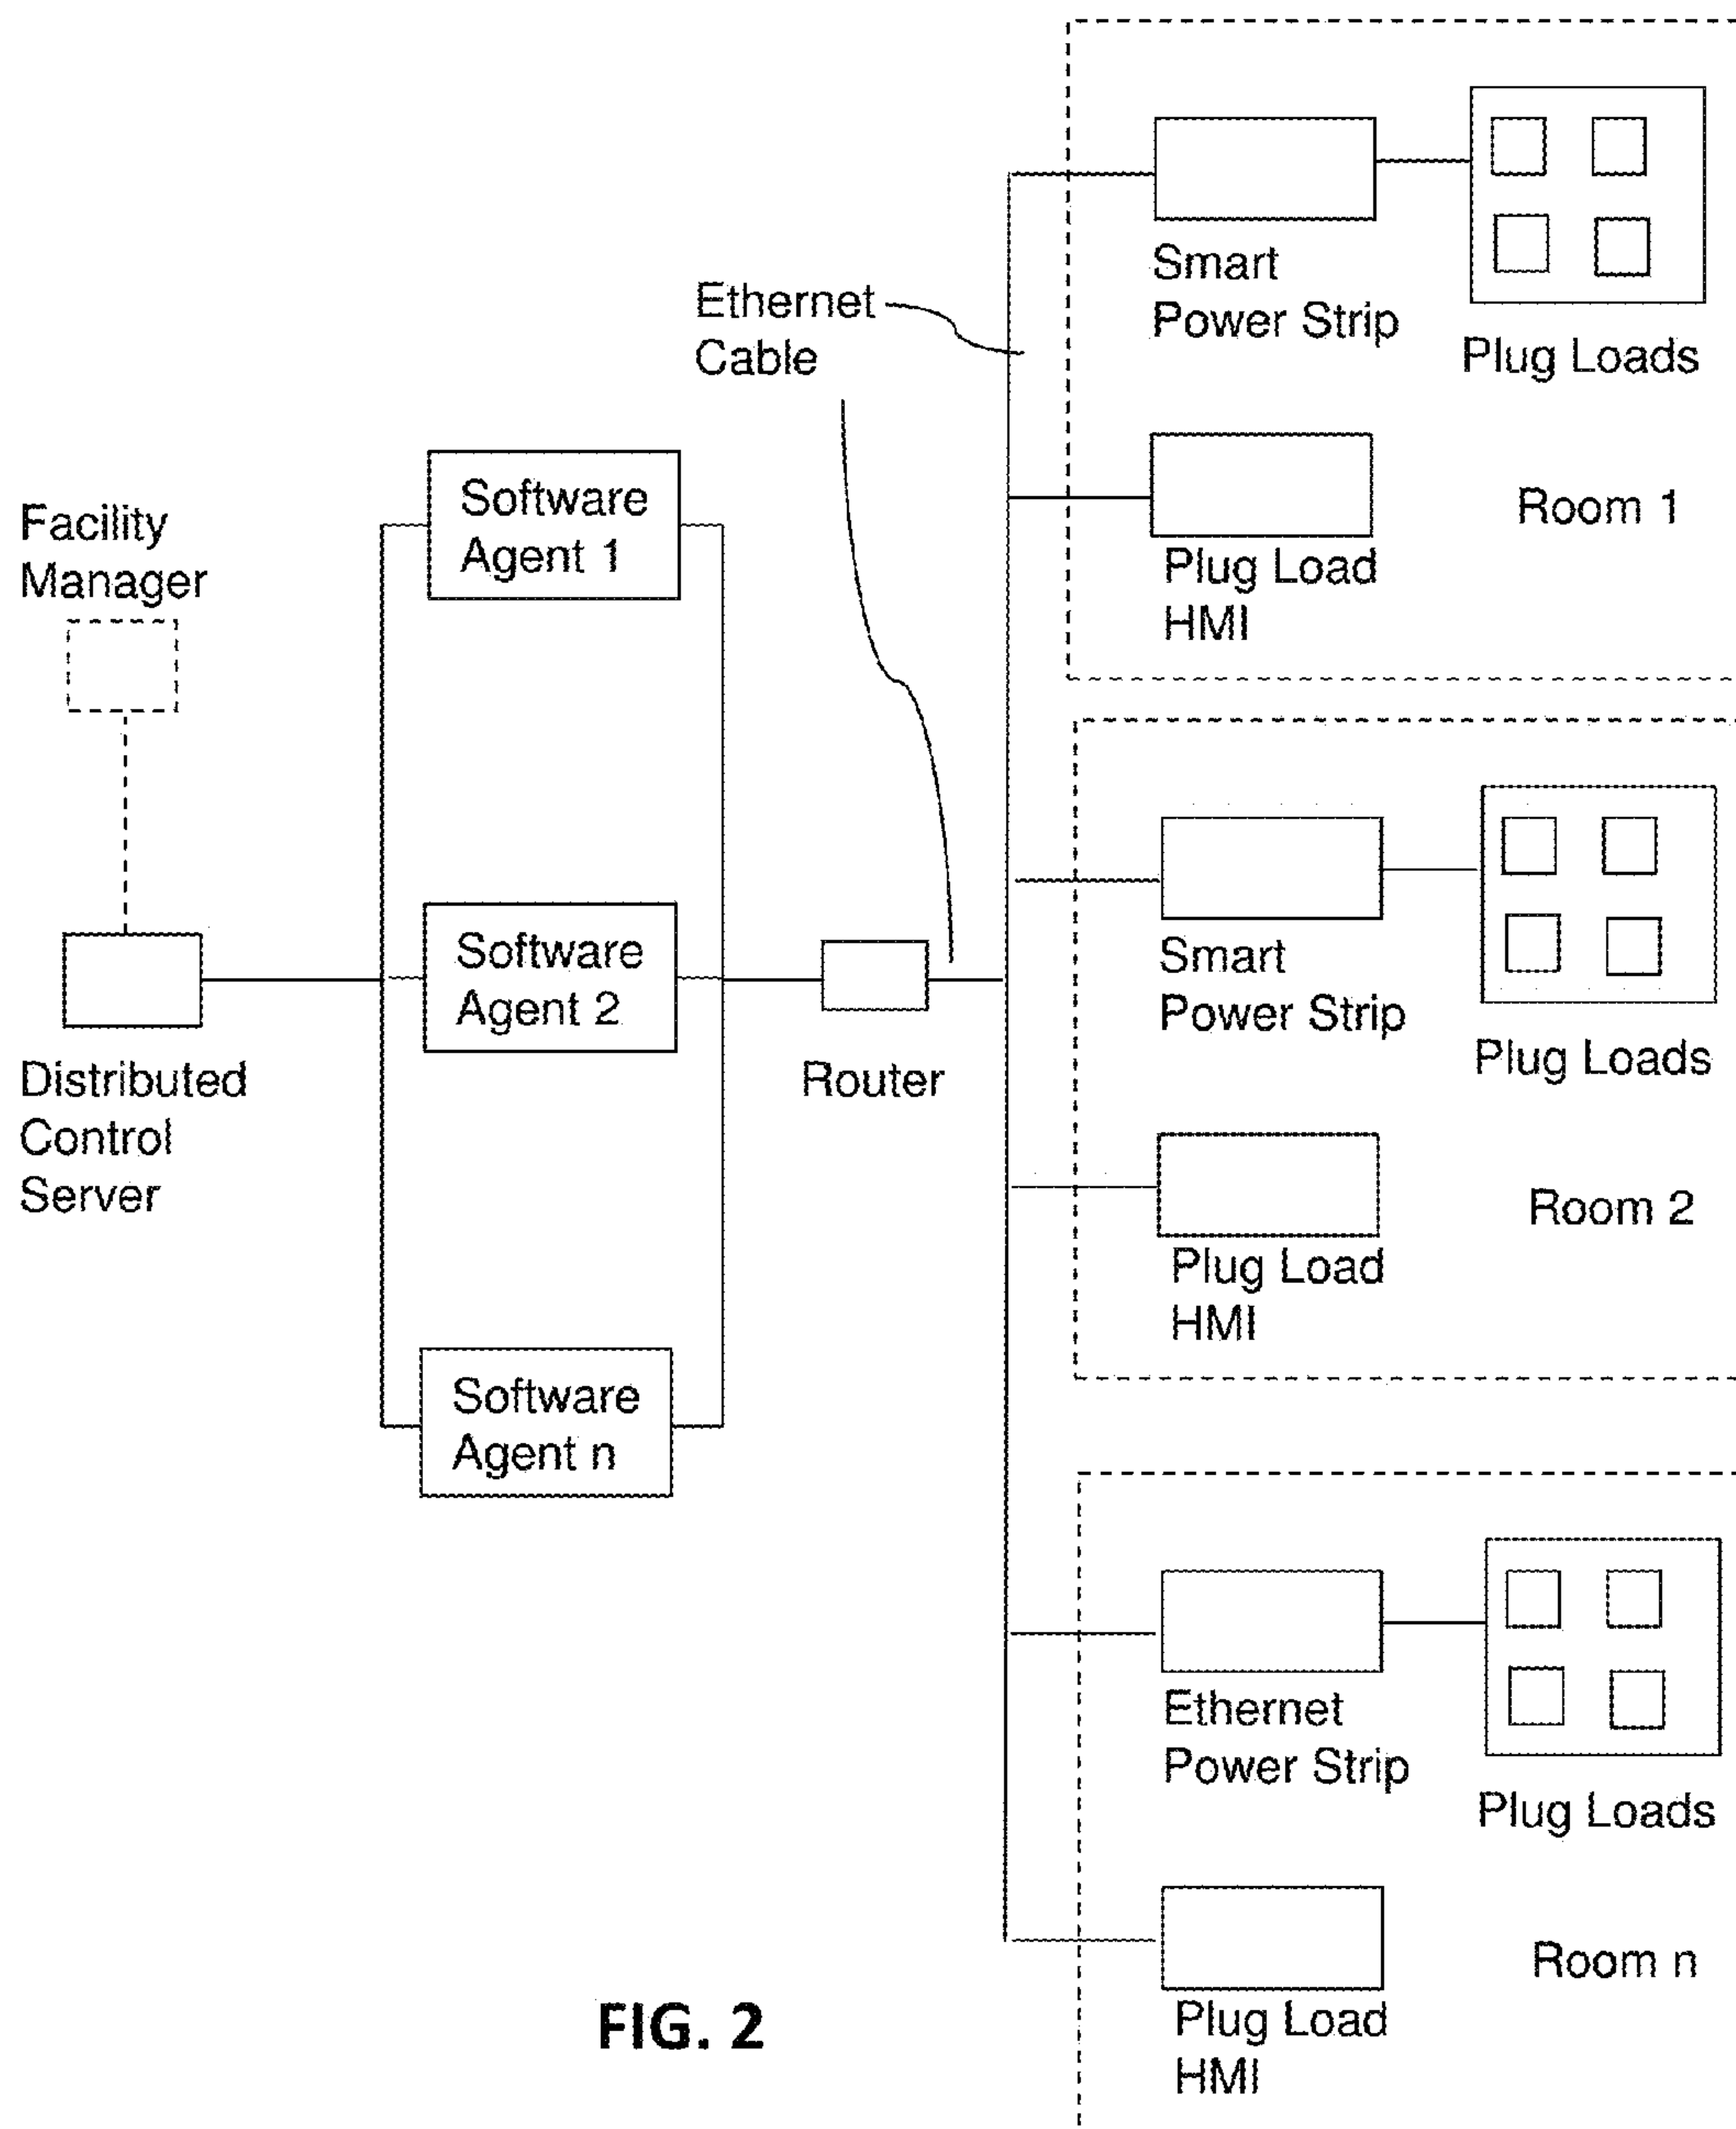 Facility
Manager
Distributed
Control
Server
Software
Agent 1
Software
Agent 2
Software
Agent n
Router
Ethernet
Cable
Smart
Power Strip
Plug Loads
Plug Load
HMI
Room 1
Smart
Power Strip
Plug Loads
Plug Load
HMI
Room 2
Ethernet
Power Strip
Plug Loads
Plug Load
HMI
Room n
FIG. 2